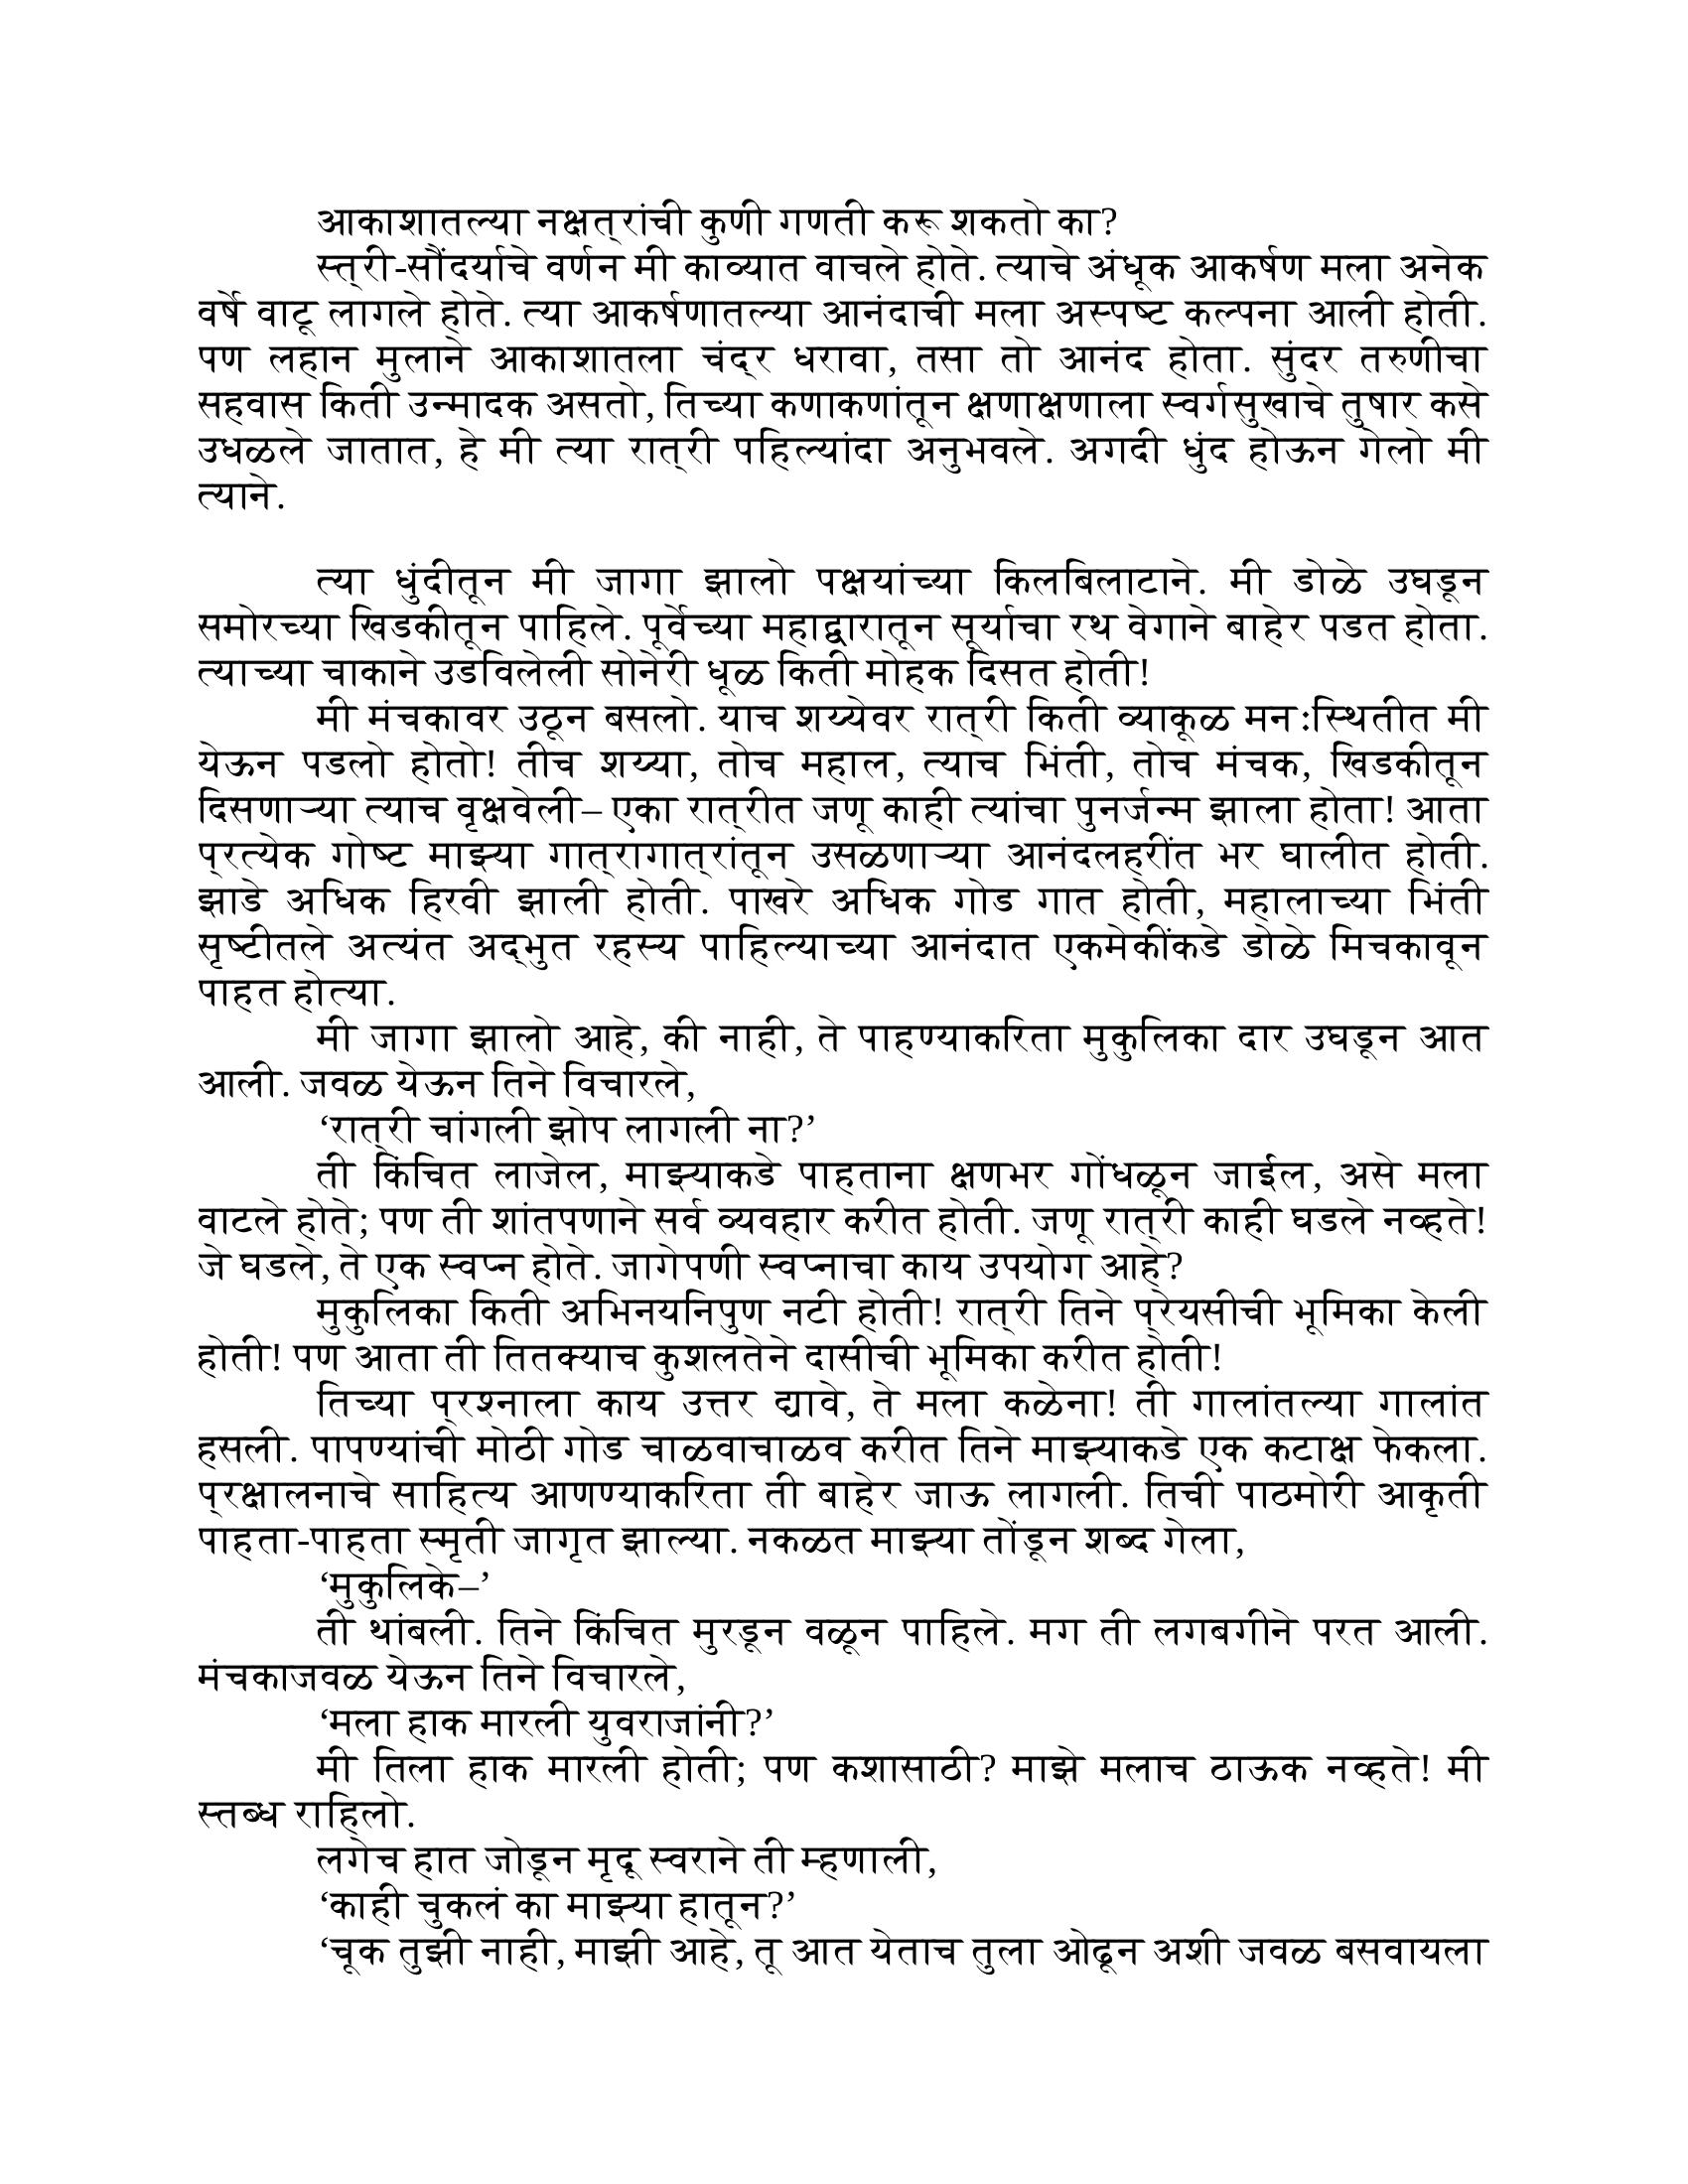 आकाशातल्या नक्षत्रांची कुणी गणती करू शकतो का?
स्त्री-सौंदर्याचे वर्णन मी काव्यात वाचले होते. त्याचे अंधूक आकर्षण मला अनेक
वर्षे वाटू लागले होते. त्या आकर्षणातल्या आनंदाची मला अस्पष्ट कल्पना आली होती.
पण लहान मुलाने आकाशातला चंद्र धरावा, तसा तो आनंद होता. सुंदर तरुणीचा
सहवास किती उन्मादक असतो, तिच्या कणाकणांतून क्षणाक्षणाला स्वर्गसुखाचे तुषार कसे
उधळले जातात, हे मी त्या रात्री पहिल्यांदा अनुभवले. अगदी धुंद होऊन गेलो मी
त्याने.
त्या धुंदीतून मी जागा झालो पक्षयांच्या किलबिलाटाने. मी डोळे उघडून
समोरच्या खिडकीतून पाहिले. पूर्वेच्या महाद्वारातून सूर्याचा रथ वेगाने बाहेर पडत होता.
त्याच्या चाकाने उडविलेली सोनेरी धूळ किती मोहक दिसत होती!
मी मंचकावर उठून बसलो. याच शय्येवर रात्री किती व्याकूळ मनःस्थितीत मी
येऊन पडलो होतो! तीच शय्या, तोच महाल, त्याच भिंती, तोच मंचक, खिडकीतून
दिसणाऱ्या त्याच वृक्षवेली– एका रात्रीत जणू काही त्यांचा पुनर्जन्म झाला होता! आता
प्रत्येक गोष्ट माझ्या गात्रागात्रांतून उसळणाऱ्या आनंदलहरींत भर घालीत होती.
झाडे अधिक हिरवी झाली होती. पाखरे अधिक गोड गात होती, महालाच्या भिंती
सृष्टीतले अत्यंत अद्‌भुत रहस्य पाहिल्याच्या आनंदात एकमेकींकडे डोळे मिचकावून
पाहत होत्या.
मी जागा झालो आहे, की नाही, ते पाहण्याकरिता मुकुलिका दार उघडून आत
आली. जवळ येऊन तिने विचारले,
‘रात्री चांगली झोप लागली ना?’
ती किंचित लाजेल, माझ्याकडे पाहताना क्षणभर गोंधळून जाईल, असे मला
वाटले होते; पण ती शांतपणाने सर्व व्यवहार करीत होती. जणू रात्री काही घडले नव्हते!
जे घडले, ते एक स्वप्न होते. जागेपणी स्वप्नाचा काय उपयोग आहे?
मुकुलिका किती अभिनयनिपुण नटी होती! रात्री तिने प्रेयसीची भूमिका केली
होती! पण आता ती तितक्याच कुशलतेने दासीची भूमिका करीत होती!
तिच्या प्रश्नाला काय उत्तर द्यावे, ते मला कळेना! ती गालांतल्या गालांत
हसली. पापण्यांची मोठी गोड चाळवाचाळव करीत तिने माझ्याकडे एक कटाक्ष फेकला.
प्रक्षालनाचे साहित्य आणण्याकरिता ती बाहेर जाऊ लागली. तिची पाठमोरी आकृती
पाहता-पाहता स्मृती जागृत झाल्या. नकळत माझ्या तोंडून शब्द गेला,
‘मुकुलिके–’
ती थांबली. तिने किंचित मुरडून वळून पाहिले. मग ती लगबगीने परत आली.
मंचकाजवळ येऊन तिने विचारले,
‘मला हाक मारली युवराजांनी?’
मी तिला हाक मारली होती; पण कशासाठी? माझे मलाच ठाऊक नव्हते! मी
स्तब्ध राहिलो.
लगेच हात जोडून मृदू स्वराने ती म्हणाली,
‘काही चुकलं का माझ्या हातून?’
‘चूक तुझी नाही, माझी आहे, तू आत येताच तुला ओढून अशी जवळ बसवायला